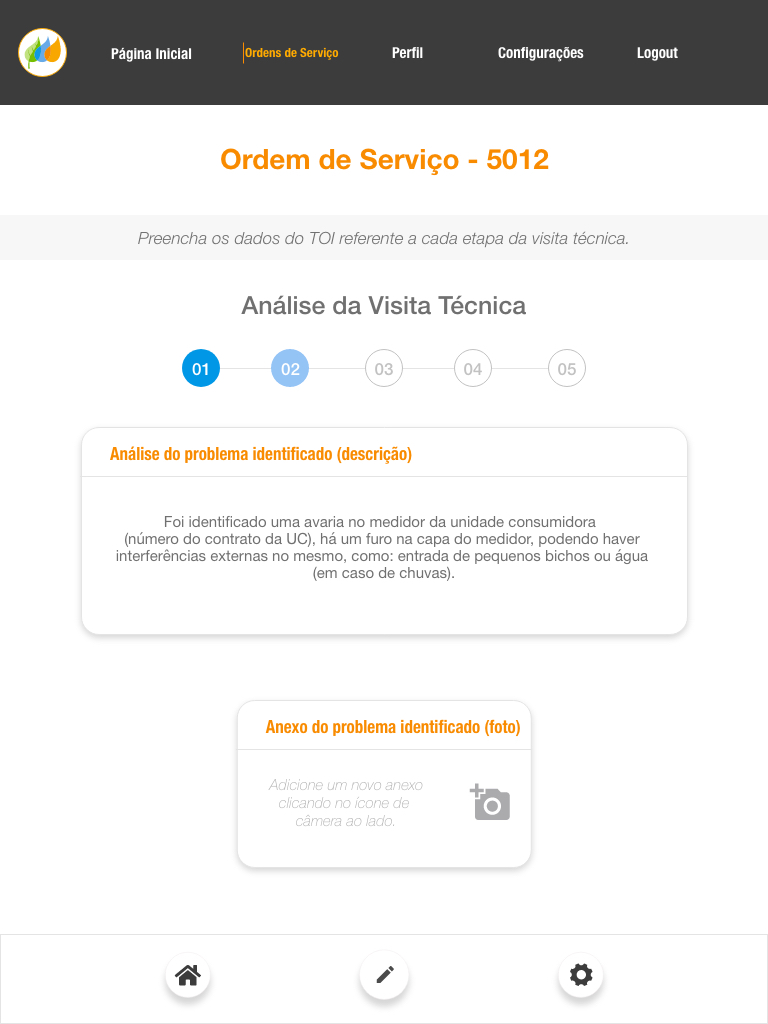 Página Inicial
Ordens de Serviço
Perfil
Configurações
Logout
Ordem de Serviço - 5012
Preencha os dados do TOI referente a cada etapa da visita técnica.
Análise da Visita Técnica
01 02 03 04 05
Análise do problema identificado (descrição)
Foi identificado uma avaria no medidor da unidade consumidora
(número do contrato da UC), há um furo na capa do medidor, podendo haver
interferências externas no mesmo, como: entrada de pequenos bichos ou água
(em caso de chuvas).
Anexo do problema identificado (foto)
Adicione um novo anexo
clicando no ícone de
câmera ao lado.